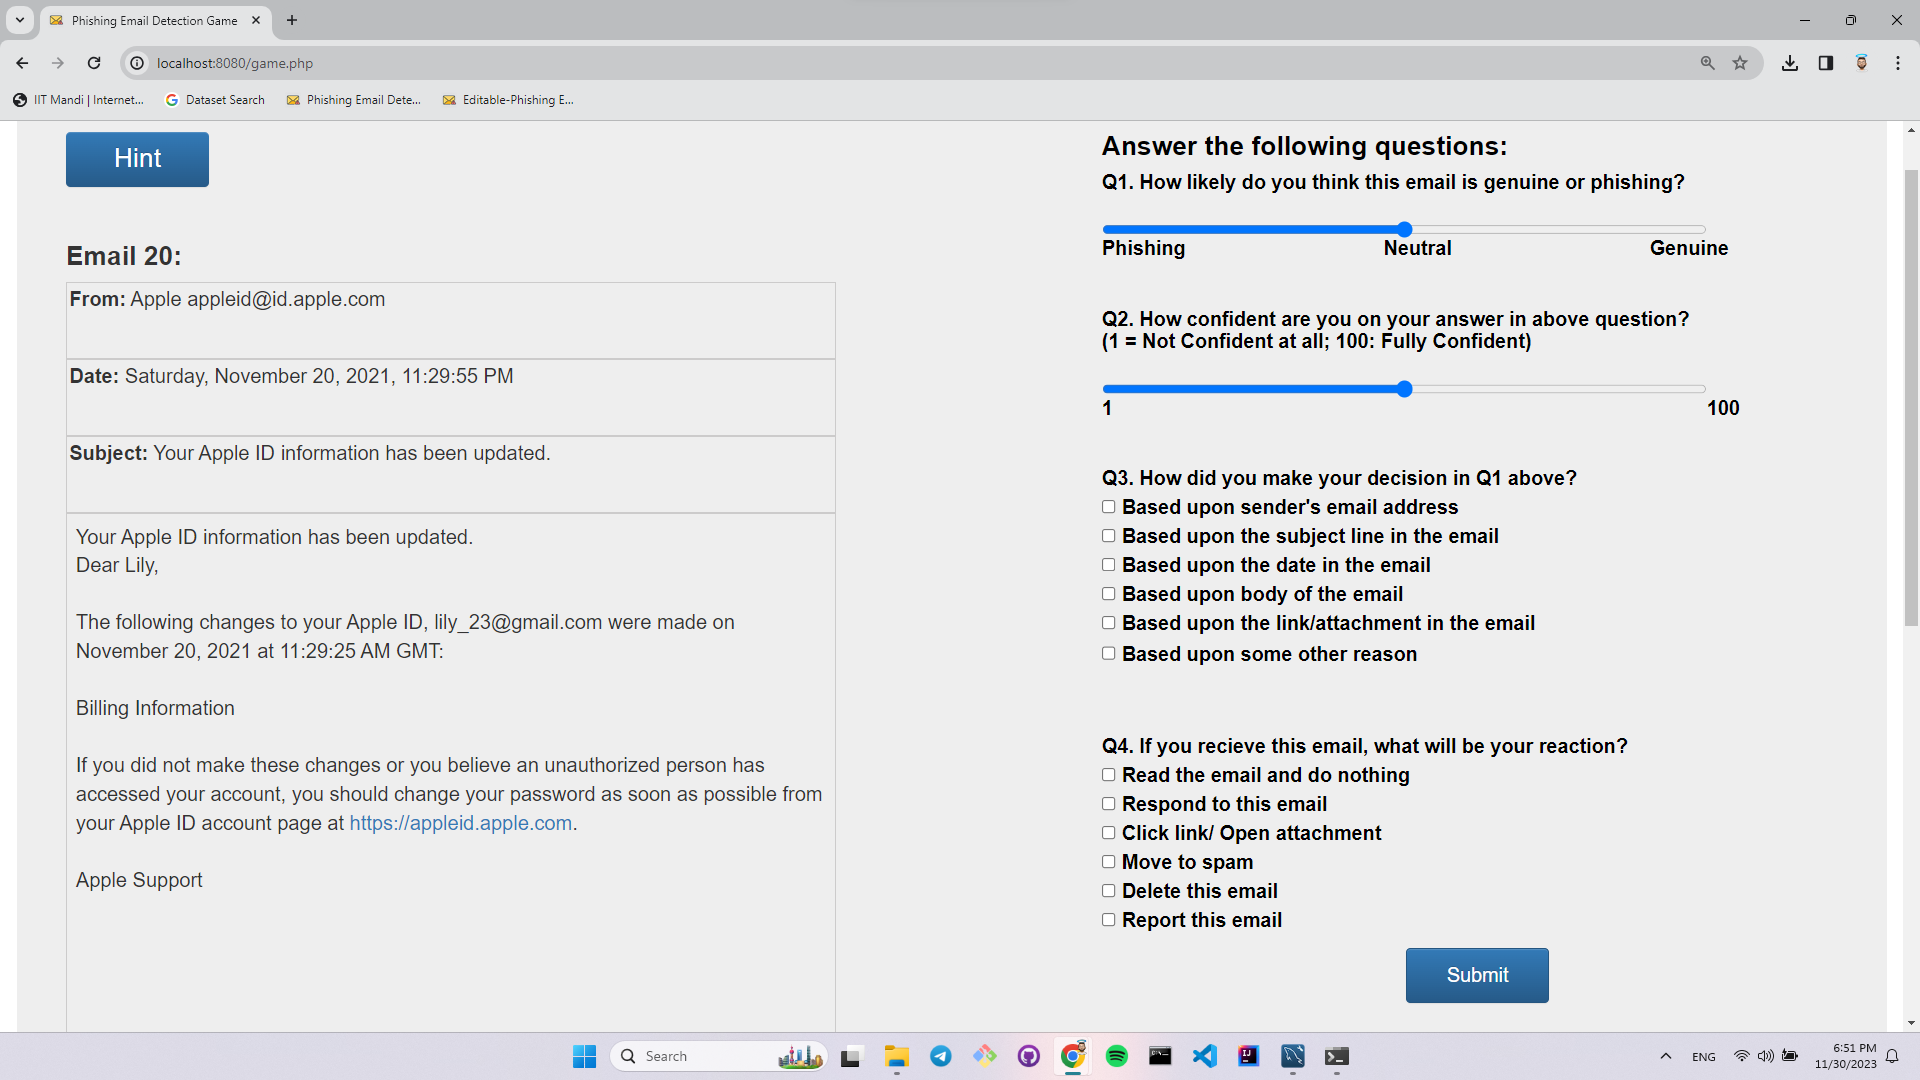 Phishing Email Detection Game
localhost:8080/game.php
IIT Mandi | Internet...
Dataset Search
Phishing Email Dete...
Editable-Phishing E...
Hint
Email 20:
From: Apple appleid@id.apple.com
Date: Saturday, November 20, 2021, 11:29:55 PM
Subject: Your Apple ID information has been updated.
Your Apple ID information has been updated.
Dear Lily,
The following changes to your Apple ID, lily_23@gmail.com were made on
November 20, 2021 at 11:29:25 AM GMT:
Billing Information
If you did not make these changes or you believe an unauthorized person has
accessed your account, you should change your password as soon as possible from
your Apple ID account page at https://appleid.apple.com.
Apple Support
Answer the following questions:
Q1. How likely do you think this email is genuine or phishing?
Phishing Neutral Genuine
Q2. How confident are you on your answer in above question?
(1 = Not Confident at all; 100: Fully Confident)
1 100
Q3. How did you make your decision in Q1 above?
Based upon sender's email address
Based upon the subject line in the email
Based upon the date in the email
Based upon body of the email
Based upon the link/attachment in the email
Based upon some other reason
Q4. If you recieve this email, what will be your reaction?
Read the email and do nothing
Respond to this email
Click link/ Open attachment
Move to spam
Delete this email
Report this email
Submit
Search
ENG
6:51 PM
11/30/2023